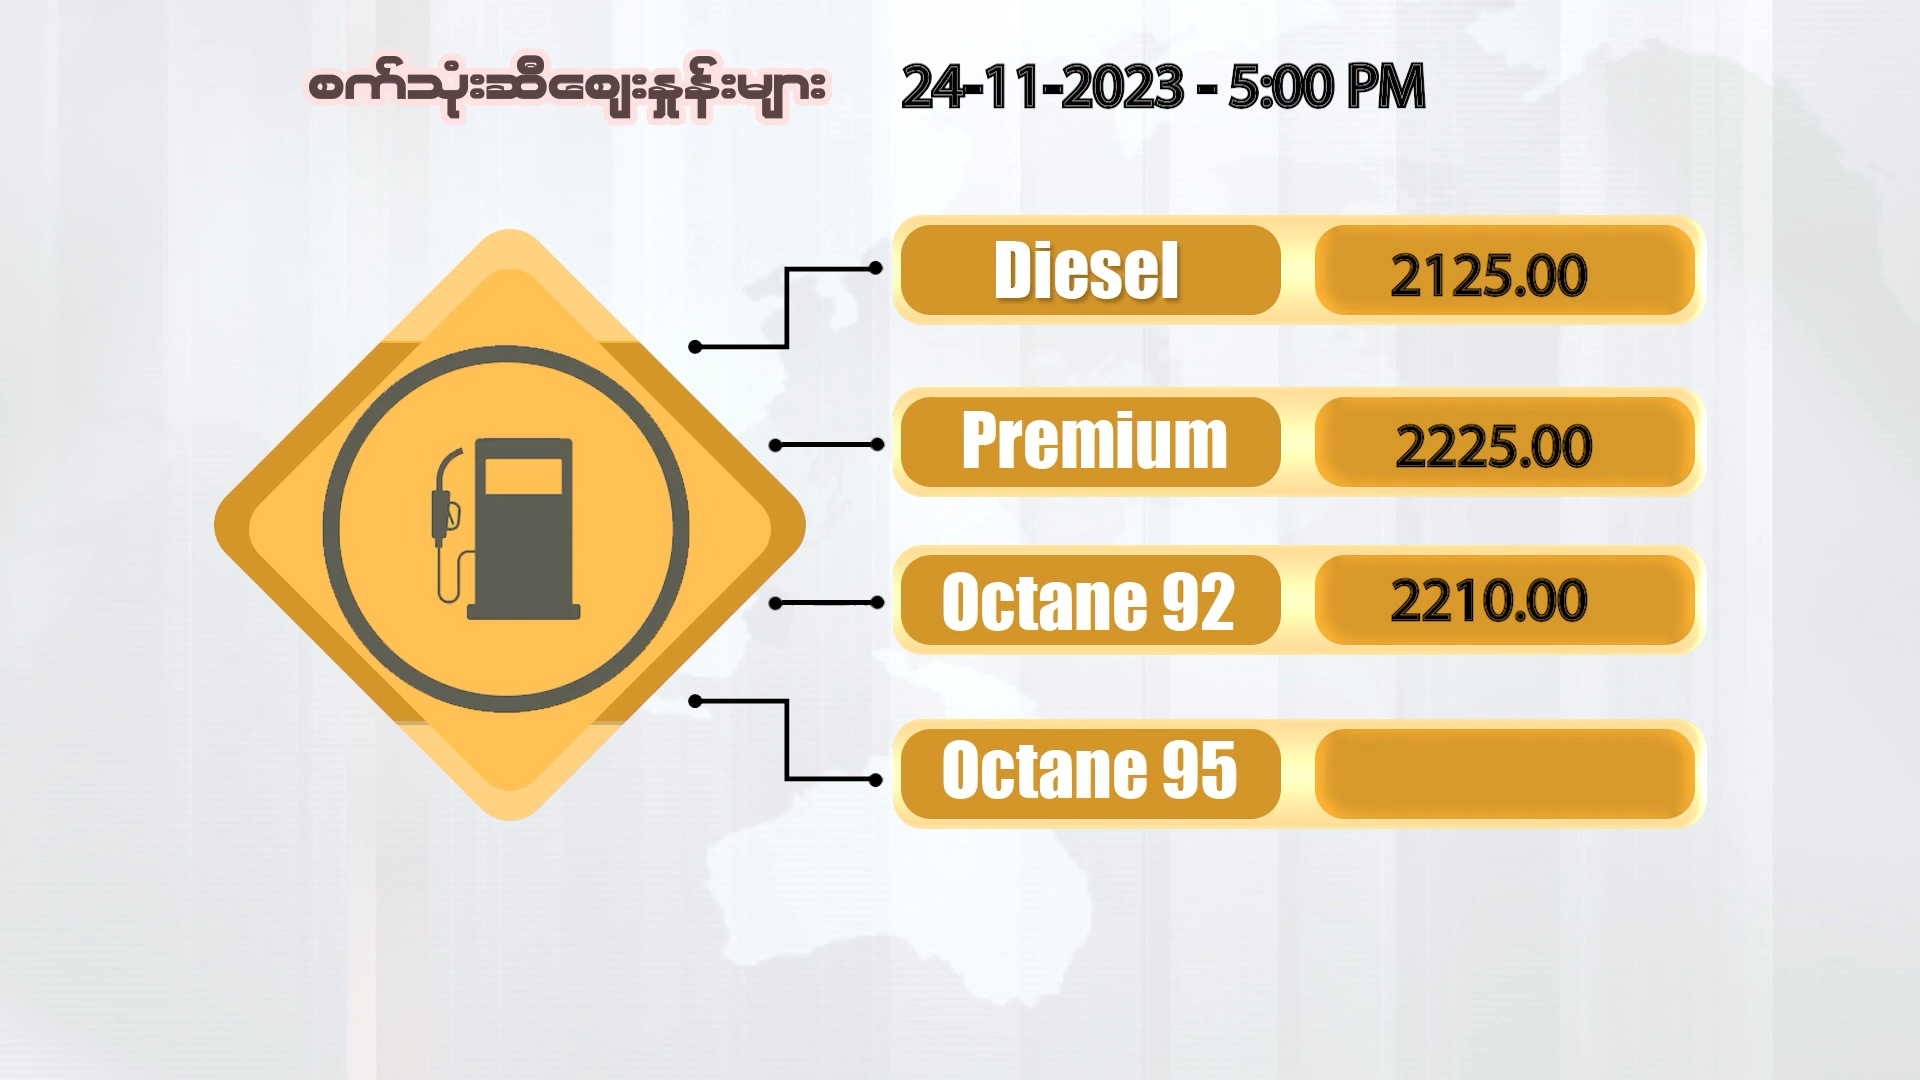 စက်သုံးဆီဈေးနှုန်းများ 24-11-2023 - 5:00 PM
Diesel 2125.00
Premium 2225.00
Octane 92 2210.00
Octane 95